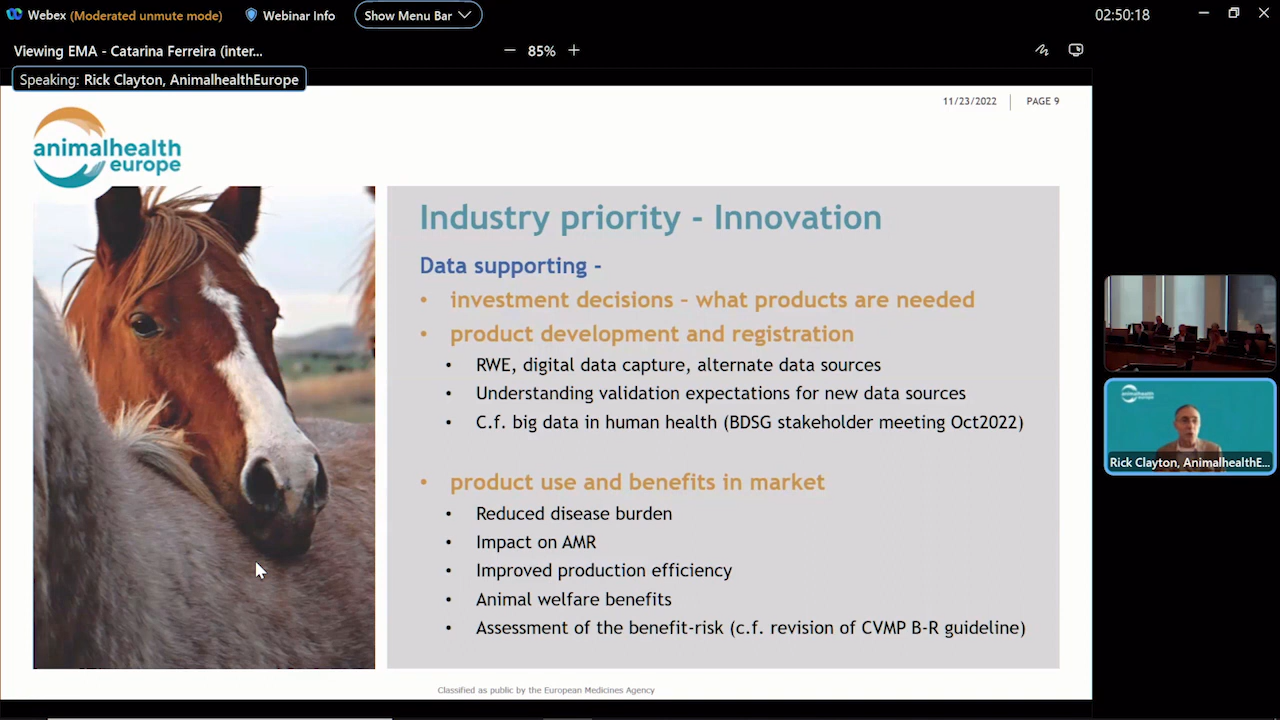 Webex (Moderated unmute mode) Webinar Info Show Menu Bar 02:50:18
Viewing EMA - Catarina Ferreira (inter... 85%
Speaking: Rick Clayton, AnimalhealthEurope
11/23/2022 PAGE 9
animalhealth
europe
Industry priority - Innovation
Data supporting -
• investment decisions – what products are needed
• product development and registration
• RWE, digital data capture, alternate data sources
• Understanding validation expectations for new data sources
• C.f. big data in human health (BDSG stakeholder meeting Oct2022)
• product use and benefits in market
• Reduced disease burden
• Impact on AMR
• Improved production efficiency
• Animal welfare benefits
• Assessment of the benefit-risk (c.f. revision of CVMP B-R guideline)
Classified as public by the European Medicines Agency
animalhealth
europe
Rick Clayton, AnimalhealthE...